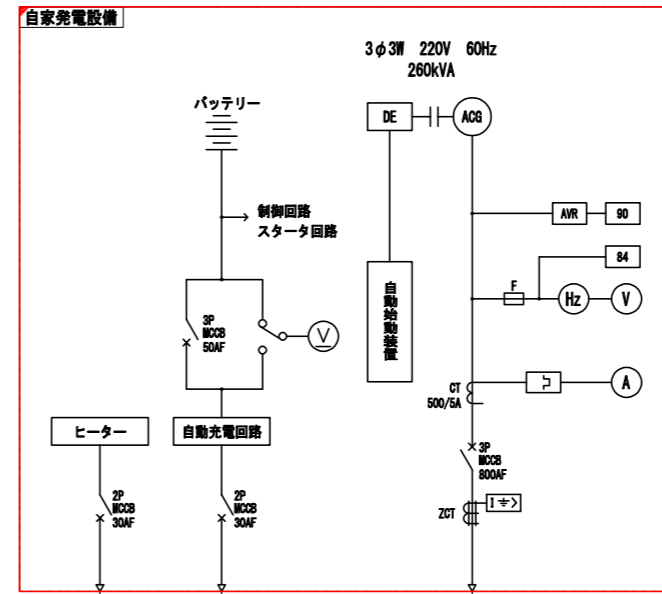 自家発電設備
3φ3W 220V 60Hz
260kVA
バッテリー
DE
ACG
制御回路
スタータ回路
AVR
90
84
F
Hz
V
自動始動装置
3P
MCCB
50AF
V
CT
500/5A
A
ヒーター
自動充電回路
3P
MCCB
800AF
2P
MCCB
30AF
2P
MCCB
30AF
ZCT
I